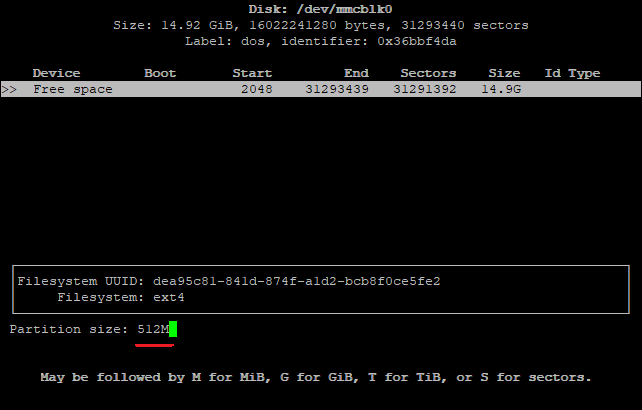 Disk: /dev/mmcblk0
Size: 14.92 GiB, 16022241280 bytes, 31293440 sectors
Label: dos, identifier: 0x36bbf4da
Device Boot Start End Sectors Size Id Type
>> Free space 2048 31293439 31291392 14.9G
Filesystem UUID: dea95c81-841d-874f-a1d2-bcb8f0ce5fe2
Filesystem: ext4
Partition size: 512M
May be followed by M for MiB, G for GiB, T for TiB, or S for sectors.